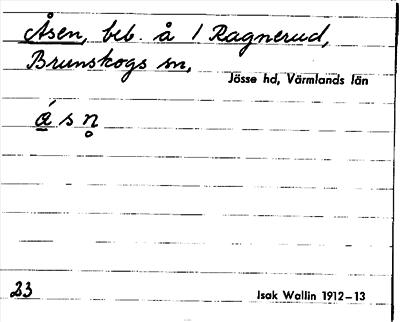 Åsen, beb. å 1 Ragnerud,
Brunskogs sn,
Jösse hd, Värmlands län
ǻ s n̥
23
Isak Wallin 1912–13